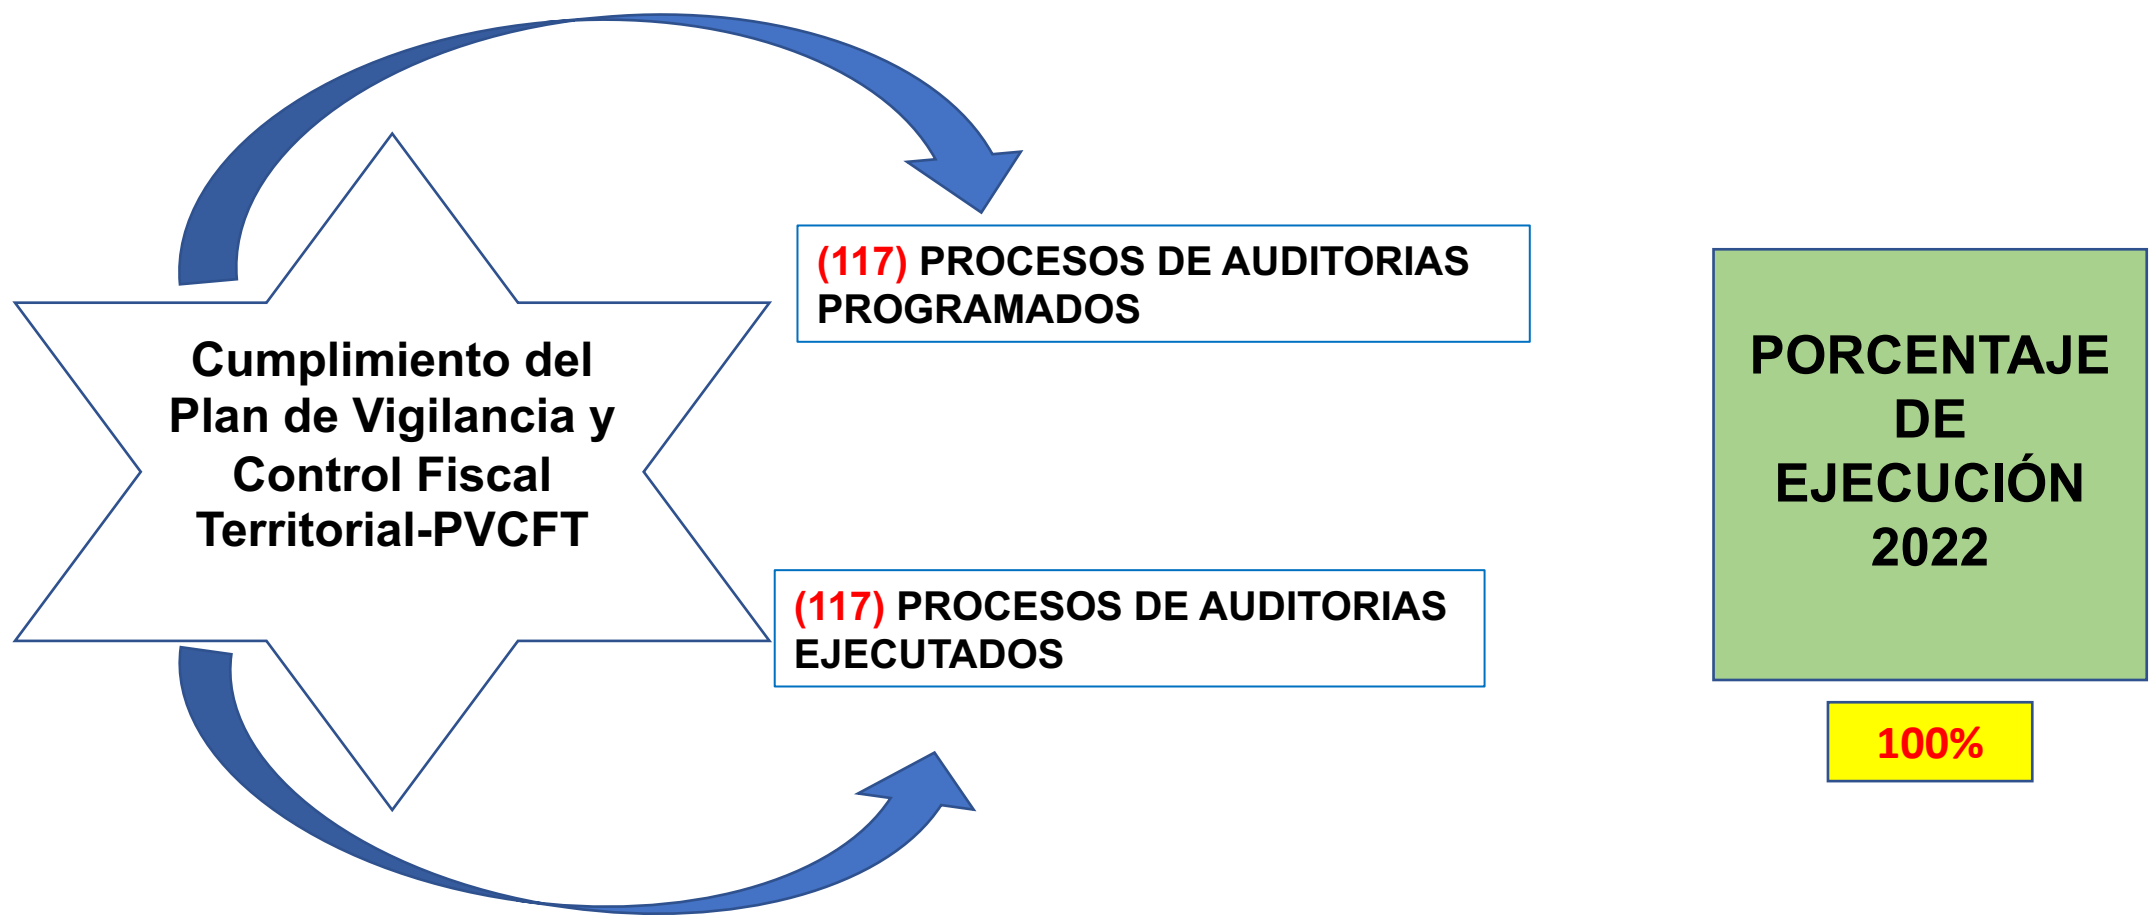 Cumplimiento del
Plan de Vigilancia y
Control Fiscal
Territorial-PVCFT
(117) PROCESOS DE AUDITORIAS
PROGRAMADOS
(117) PROCESOS DE AUDITORIAS
EJECUTADOS
PORCENTAJE
DE
EJECUCIÓN
2022
100%